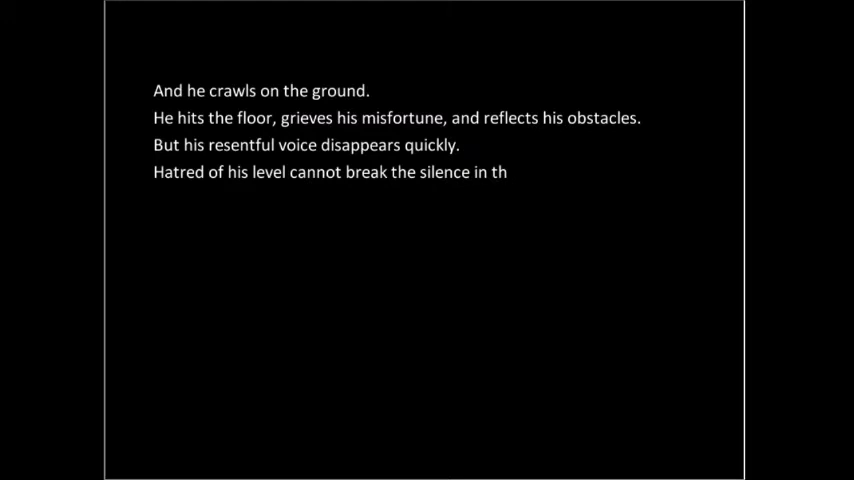 And he crawls on the ground.
He hits the floor, grieves his misfortune, and reflects his obstacles.
But his resentful voice disappears quickly.
Hatred of his level cannot break the silence in th